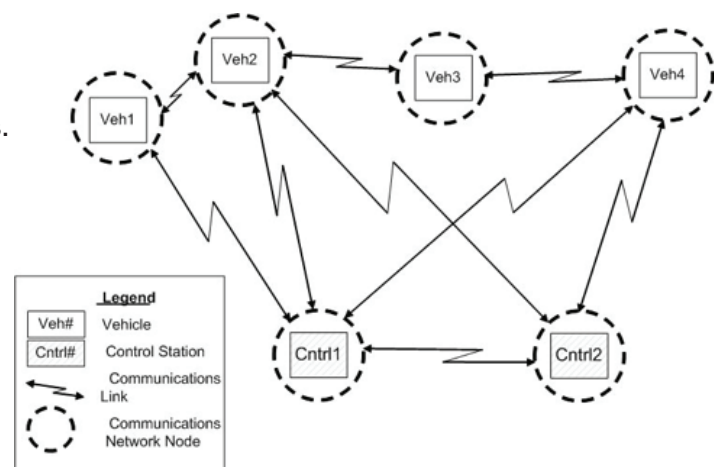 Veh1
Veh2
Veh3
Veh4
Cntrl1
Cntrl2
Legend
Veh# Vehicle
Cntrl# Control Station
Communications
Link
Communications
Network Node